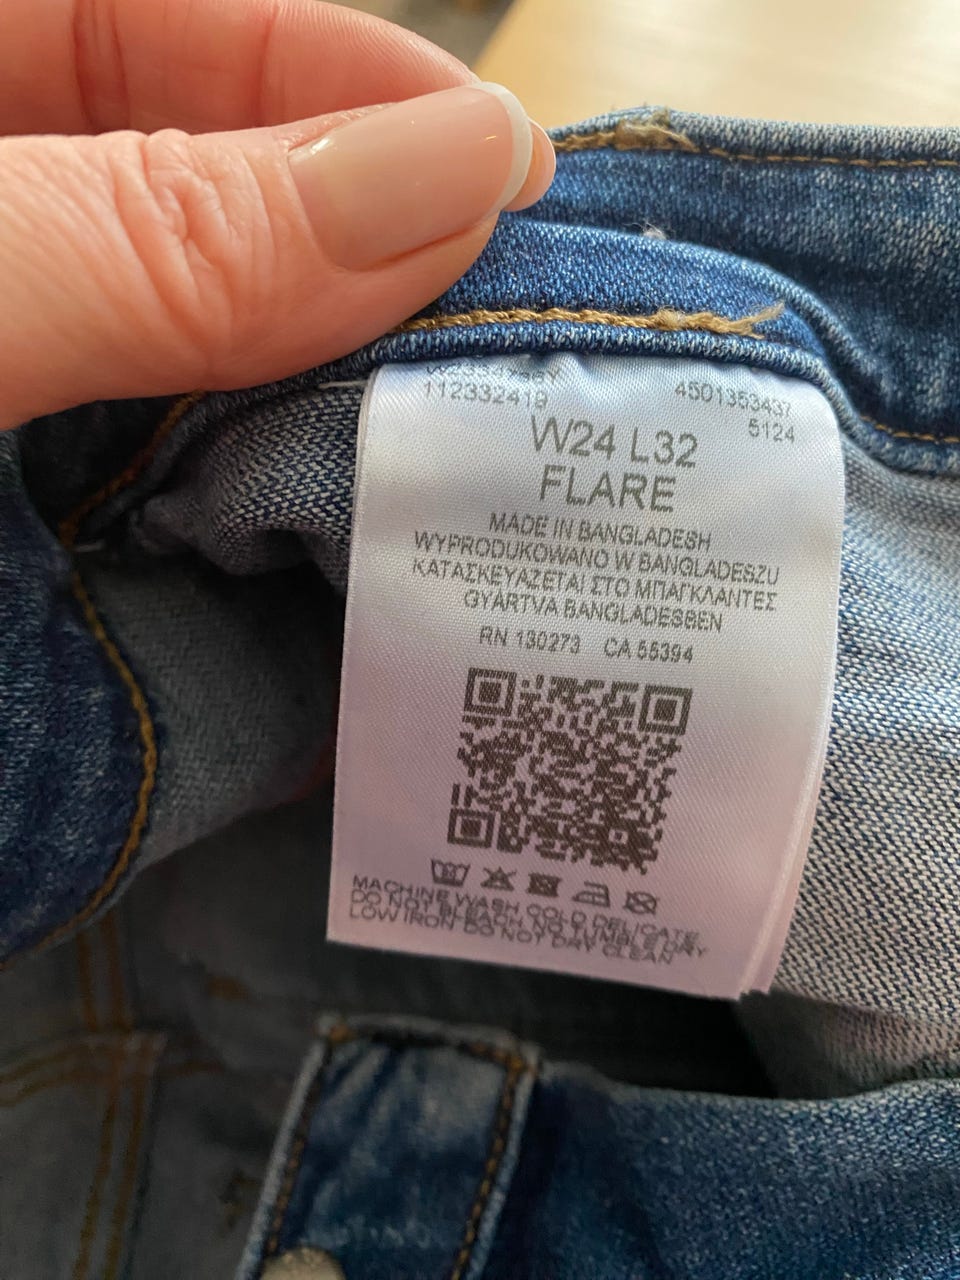 112332419 4501353437
5124
W24 L32
FLARE
MADE IN BANGLADESH
WYPRODUKOWANO W BANGLADESZU
ΚΑΤΑΣΚΕΥΑΖΕΤΑΙ ΣΤΟ ΜΠΑΓΚΛΑΝΤΕΣ
GYÁRTVA BANGLADESBEN
RN 130273 CA 55394
MACHINE WASH COLD DELICATE
DO NOT BLEACH NO TUMBLE DRY
LOW IRON DO NOT DRY CLEAN